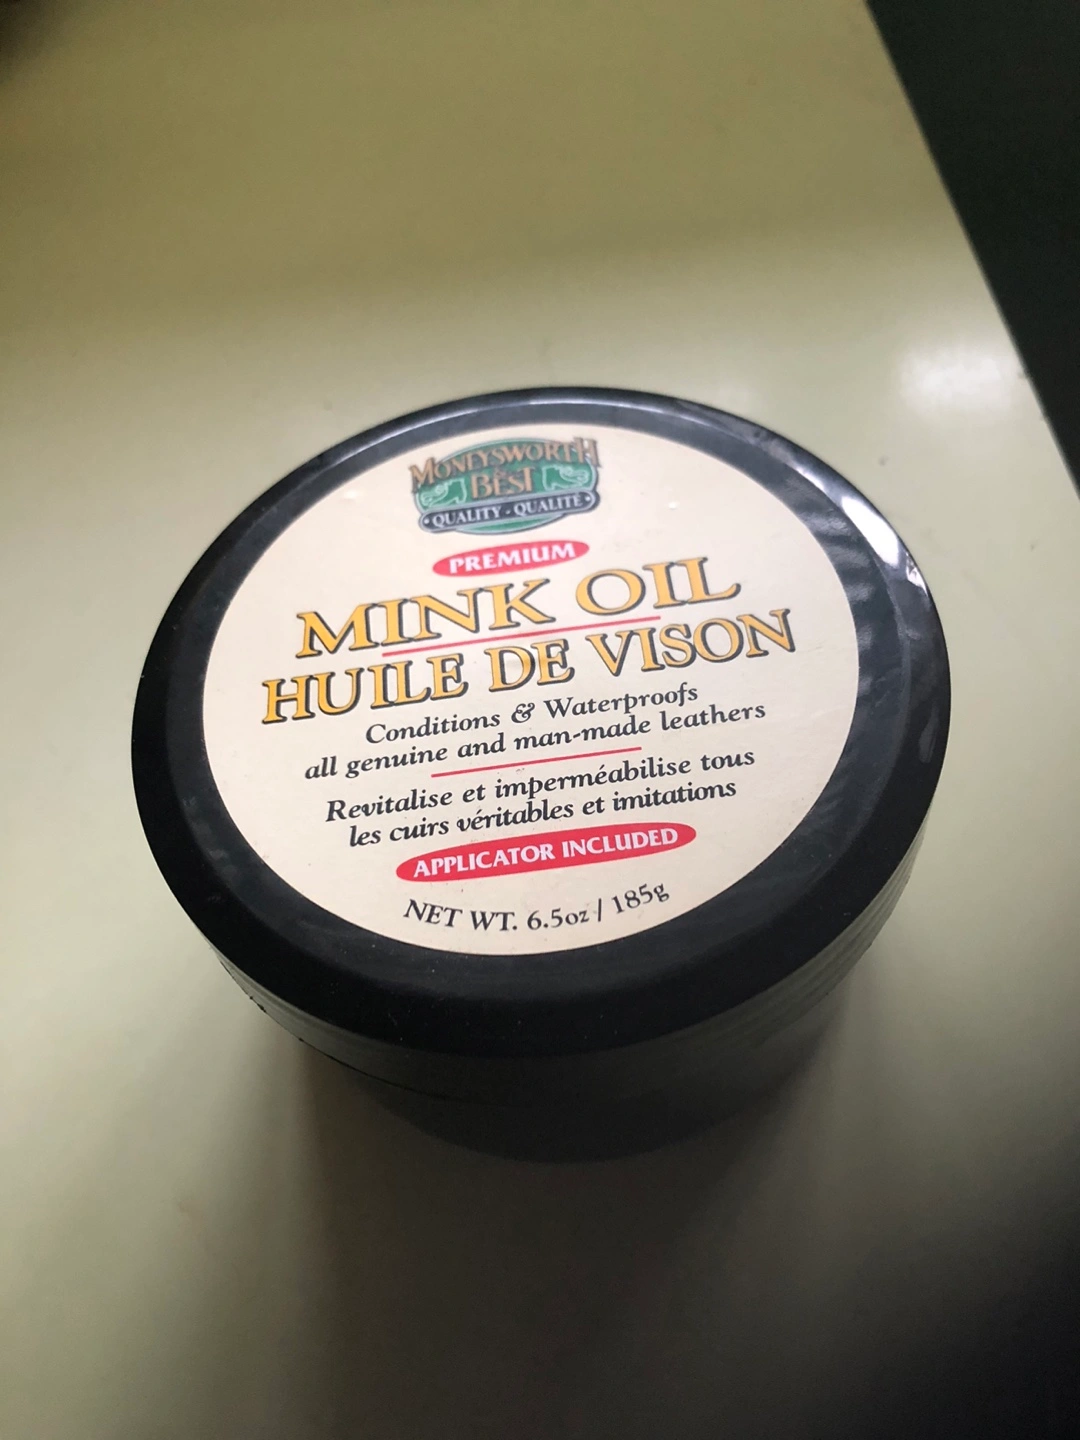 MONEYSWORTH
& BEST
QUALITY - QUALITÉ
PREMIUM
MINK OIL
HUILE DE VISON
Conditions & Waterproofs
all genuine and man-made leathers
Revitalise et imperméabilise tous
les cuirs véritables et imitations
APPLICATOR INCLUDED
NET WT. 6.5oz / 185g